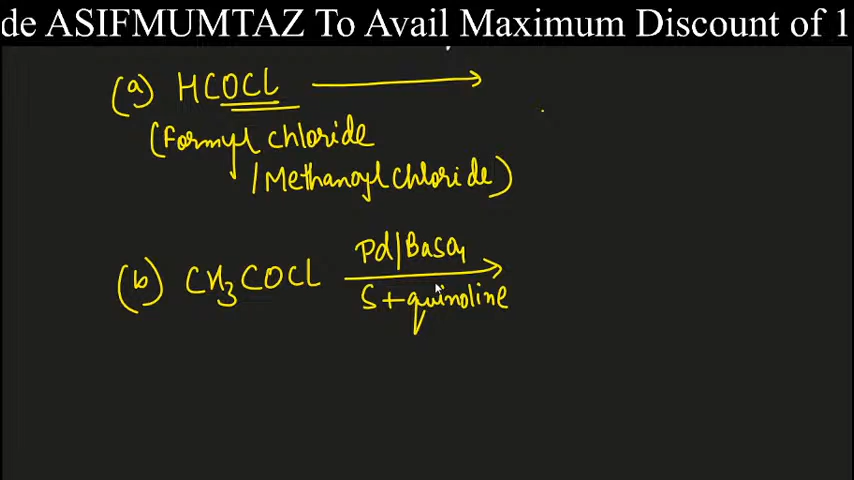 de ASIFMUMTAZ To Avail Maximum Discount of 1
(a) HCOCl ⟶
(Formyl chloride
/Methanoyl chloride)
Pd/BaSO4
(b) CH3COCl ⟶
S+quinoline